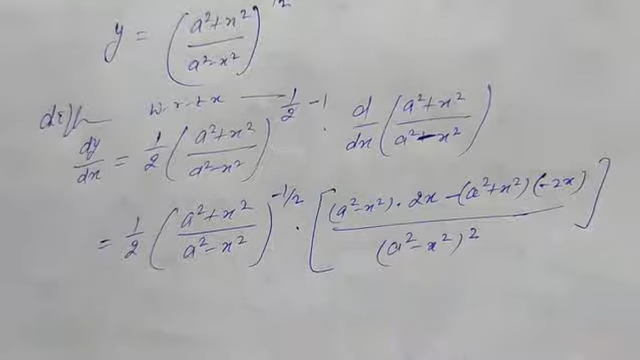 y = ((a²+x²)/(a²-x²))^1/2
diff w.r.t x —
dy/dx = 1/2 ((a²+x²)/(a²-x²))^(1/2 -1) · d/dx ((a²+x²)/(a²-x²))
= 1/2 ((a²+x²)/(a²-x²))^-1/2 · [((a²-x²)·2x-(a²+x²)(-2x))/(a²-x²)²]